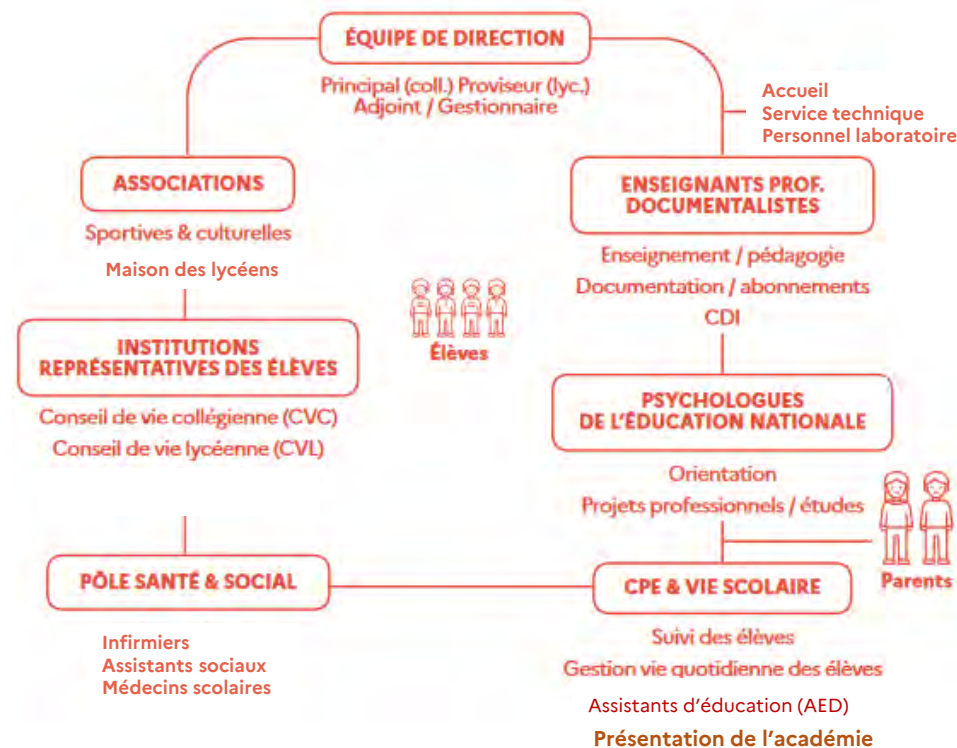 ÉQUIPE DE DIRECTION
Principal (coll.) Proviseur (lyc.)
Adjoint / Gestionnaire
Accueil
Service technique
Personnel laboratoire
ASSOCIATIONS
Sportives & culturelles
Maison des lycéens
ENSEIGNANTS PROF.
DOCUMENTALISTES
Enseignement / pédagogie
Documentation / abonnements
CDI
Élèves
INSTITUTIONS
REPRÉSENTATIVES DES ÉLÈVES
Conseil de vie collégienne (CVC)
Conseil de vie lycéenne (CVL)
PSYCHOLOGUES
DE L'ÉDUCATION NATIONALE
Orientation
Projets professionnels / études
Parents
PÔLE SANTÉ & SOCIAL
Infirmiers
Assistants sociaux
Médecins scolaires
CPE & VIE SCOLAIRE
Suivi des élèves
Gestion vie quotidienne des élèves
Assistants d'éducation (AED)
Présentation de l'académie